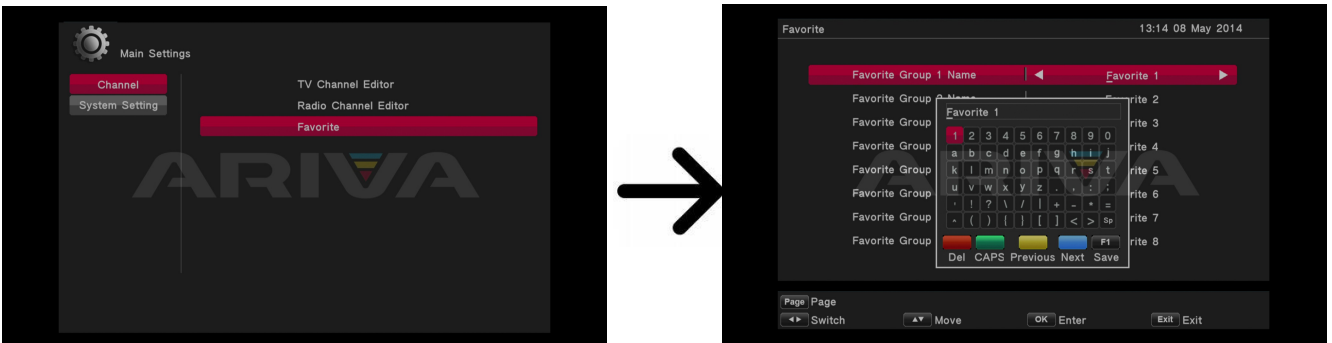 Main Settings
Channel
System Setting
TV Channel Editor
Radio Channel Editor
Favorite
ARIVA
Favorite 13:14 08 May 2014
Favorite Group 1 Name Favorite 1
Favorite Group 2 Name Favorite 2
Favorite Group rite 3
Favorite Group rite 4
Favorite Group rite 5
Favorite Group rite 6
Favorite Group rite 7
Favorite Group rite 8
Favorite 1
1 2 3 4 5 6 7 8 9 0
a b c d e f g h i j
k l m n o p q r s t
u v w x y z . , : ;
' ! ? \ / | + - * =
^ ( ) { } [ ] < > Sp
F1
Del CAPS Previous Next Save
Page Page
Switch Move OK Enter Exit Exit